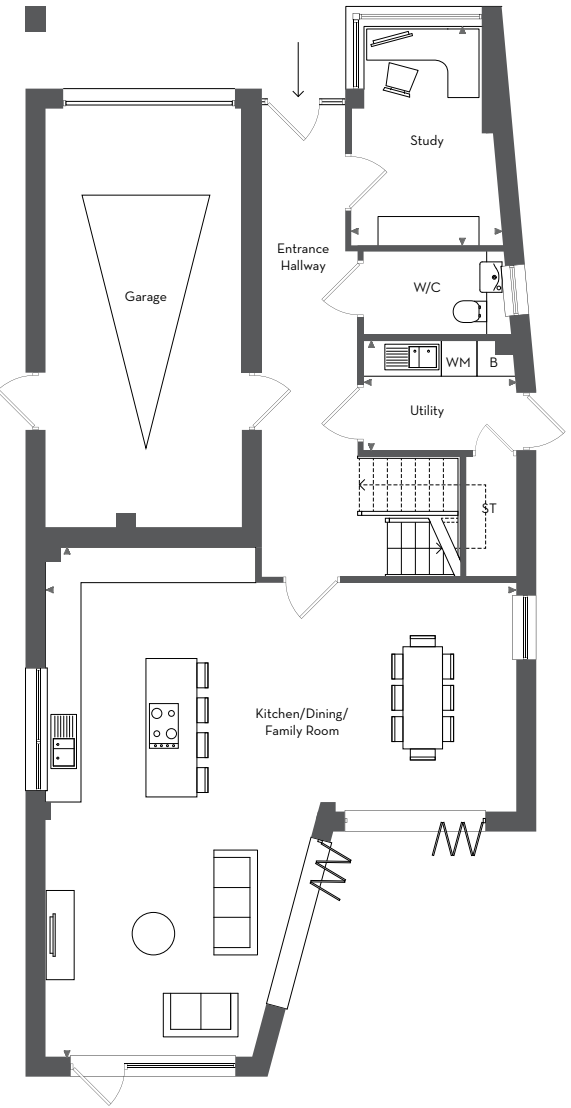 Study
Entrance
Hallway
W/C
Garage
WM
B
Utility
ST
Kitchen/Dining/
Family Room